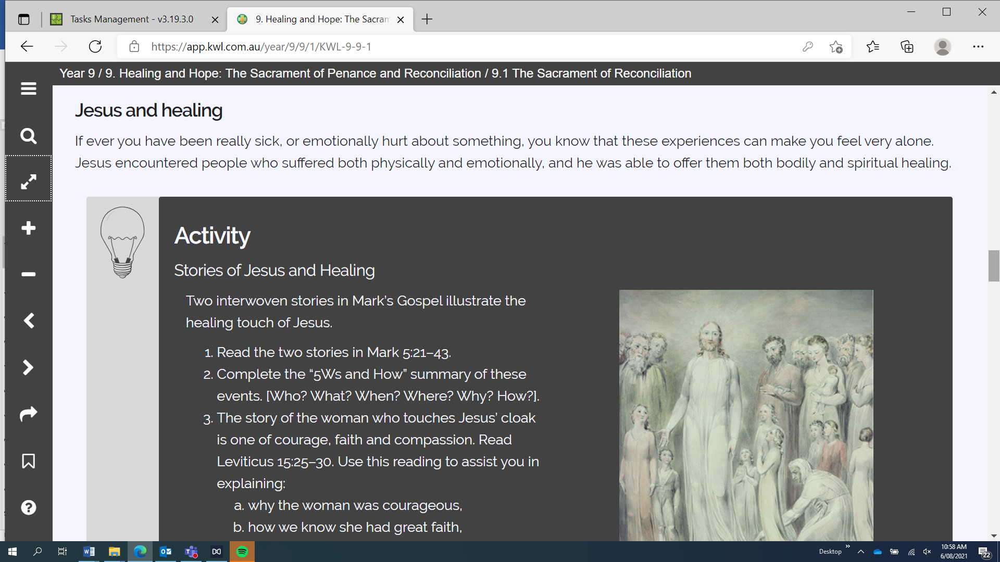 Tasks Management - v3.19.3.0
9. Healing and Hope: The Sacram
https://app.kwl.com.au/year/9/9/1/KWL-9-9-1
Year 9 / 9. Healing and Hope: The Sacrament of Penance and Reconciliation / 9.1 The Sacrament of Reconciliation
Jesus and healing
If ever you have been really sick, or emotionally hurt about something, you know that these experiences can make you feel very alone.
Jesus encountered people who suffered both physically and emotionally, and he was able to offer them both bodily and spiritual healing.
Activity
Stories of Jesus and Healing
Two interwoven stories in Mark's Gospel illustrate the
healing touch of Jesus.
1. Read the two stories in Mark 5:21–43.
2. Complete the “5Ws and How” summary of these
events. [Who? What? When? Where? Why? How?].
3. The story of the woman who touches Jesus’ cloak
is one of courage, faith and compassion. Read
Leviticus 15:25–30. Use this reading to assist you in
explaining:
a. why the woman was courageous,
b. how we know she had great faith,
Desktop
10:58 AM
6/08/2021
22